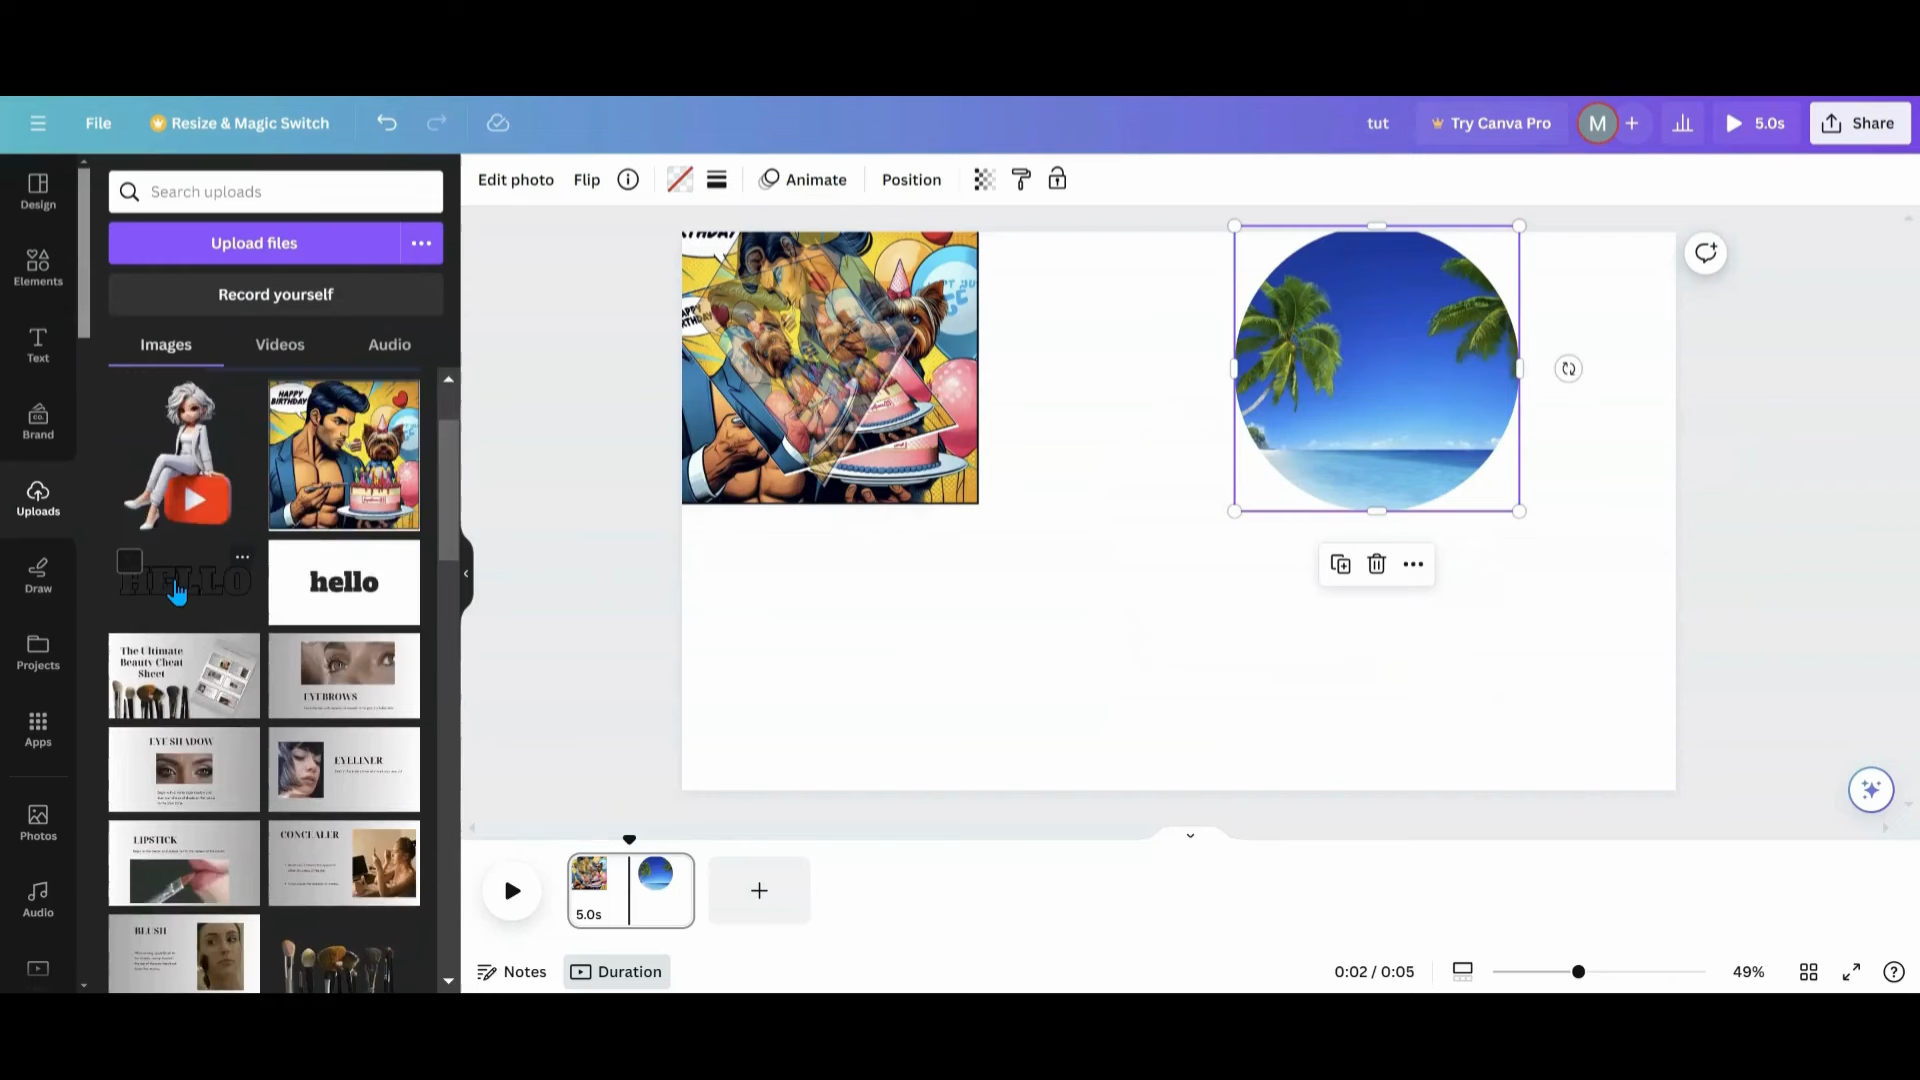 File
Resize & Magic Switch
tut
Try Canva Pro
M
5.0s
Share
Design
Elements
Text
Brand
Uploads
Draw
Projects
Apps
Photos
Audio
Search uploads
Upload files
Record yourself
Images
Videos
Audio
HAPPY
BIRTHDAY
HELLO
hello
The Ultimate
Beauty Cheat
Sheet
EYEBROWS
EYE SHADOW
EYELINER
LIPSTICK
CONCEALER
BLUSH
Edit photo
Flip
Animate
Position
5.0s
Notes
Duration
0:02 / 0:05
49%